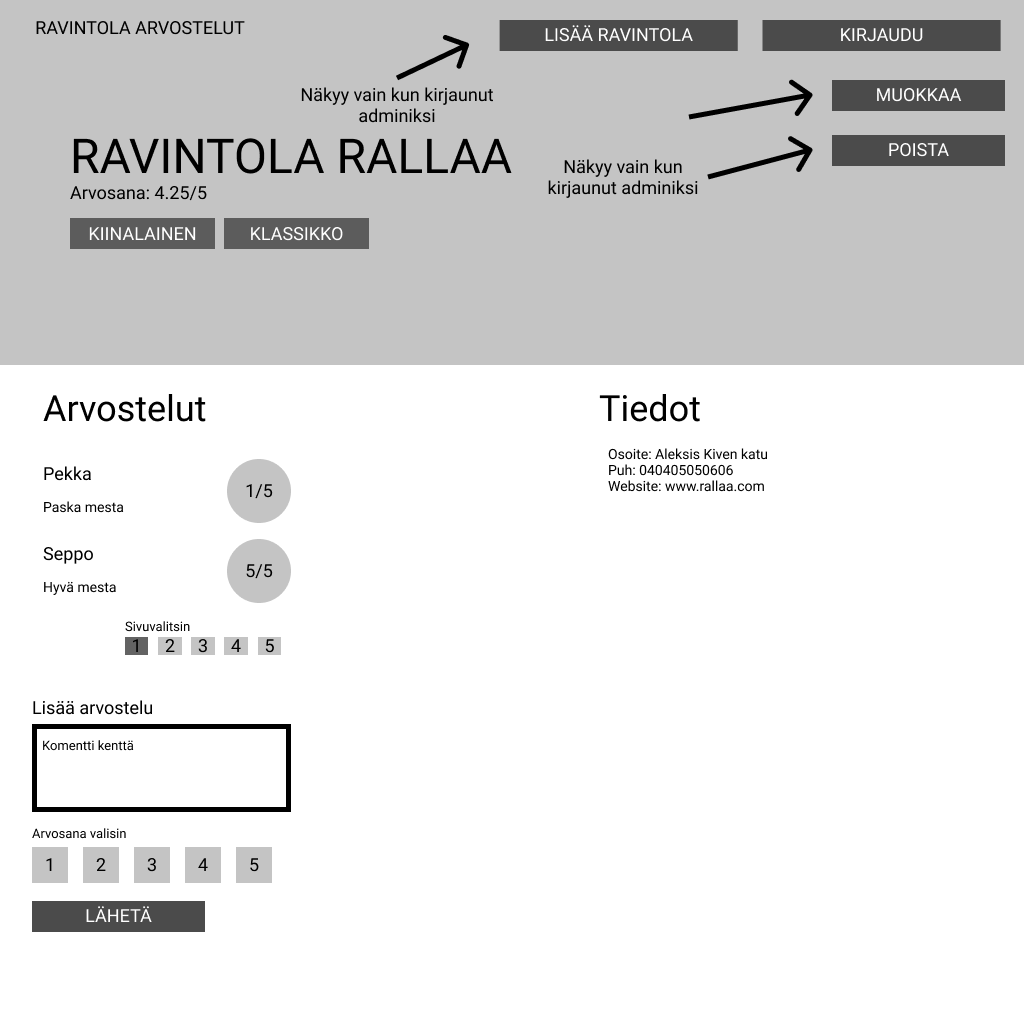 RAVINTOLA ARVOSTELUT
LISÄÄ RAVINTOLA
KIRJAUDU
Näkyy vain kun kirjaunut
adminiksi
MUOKKAA
POISTA
Näkyy vain kun
kirjaunut adminiksi
RAVINTOLA RALLAA
Arvosana: 4.25/5
KIINALAINEN
KLASSIKKO
Arvostelut
Pekka
Paska mesta
1/5
Seppo
Hyvä mesta
5/5
Sivuvalitsin
1 2 3 4 5
Lisää arvostelu
Komentti kenttä
Arvosana valisin
1 2 3 4 5
LÄHETÄ
Tiedot
Osoite: Aleksis Kiven katu
Puh: 040405050606
Website: www.rallaa.com